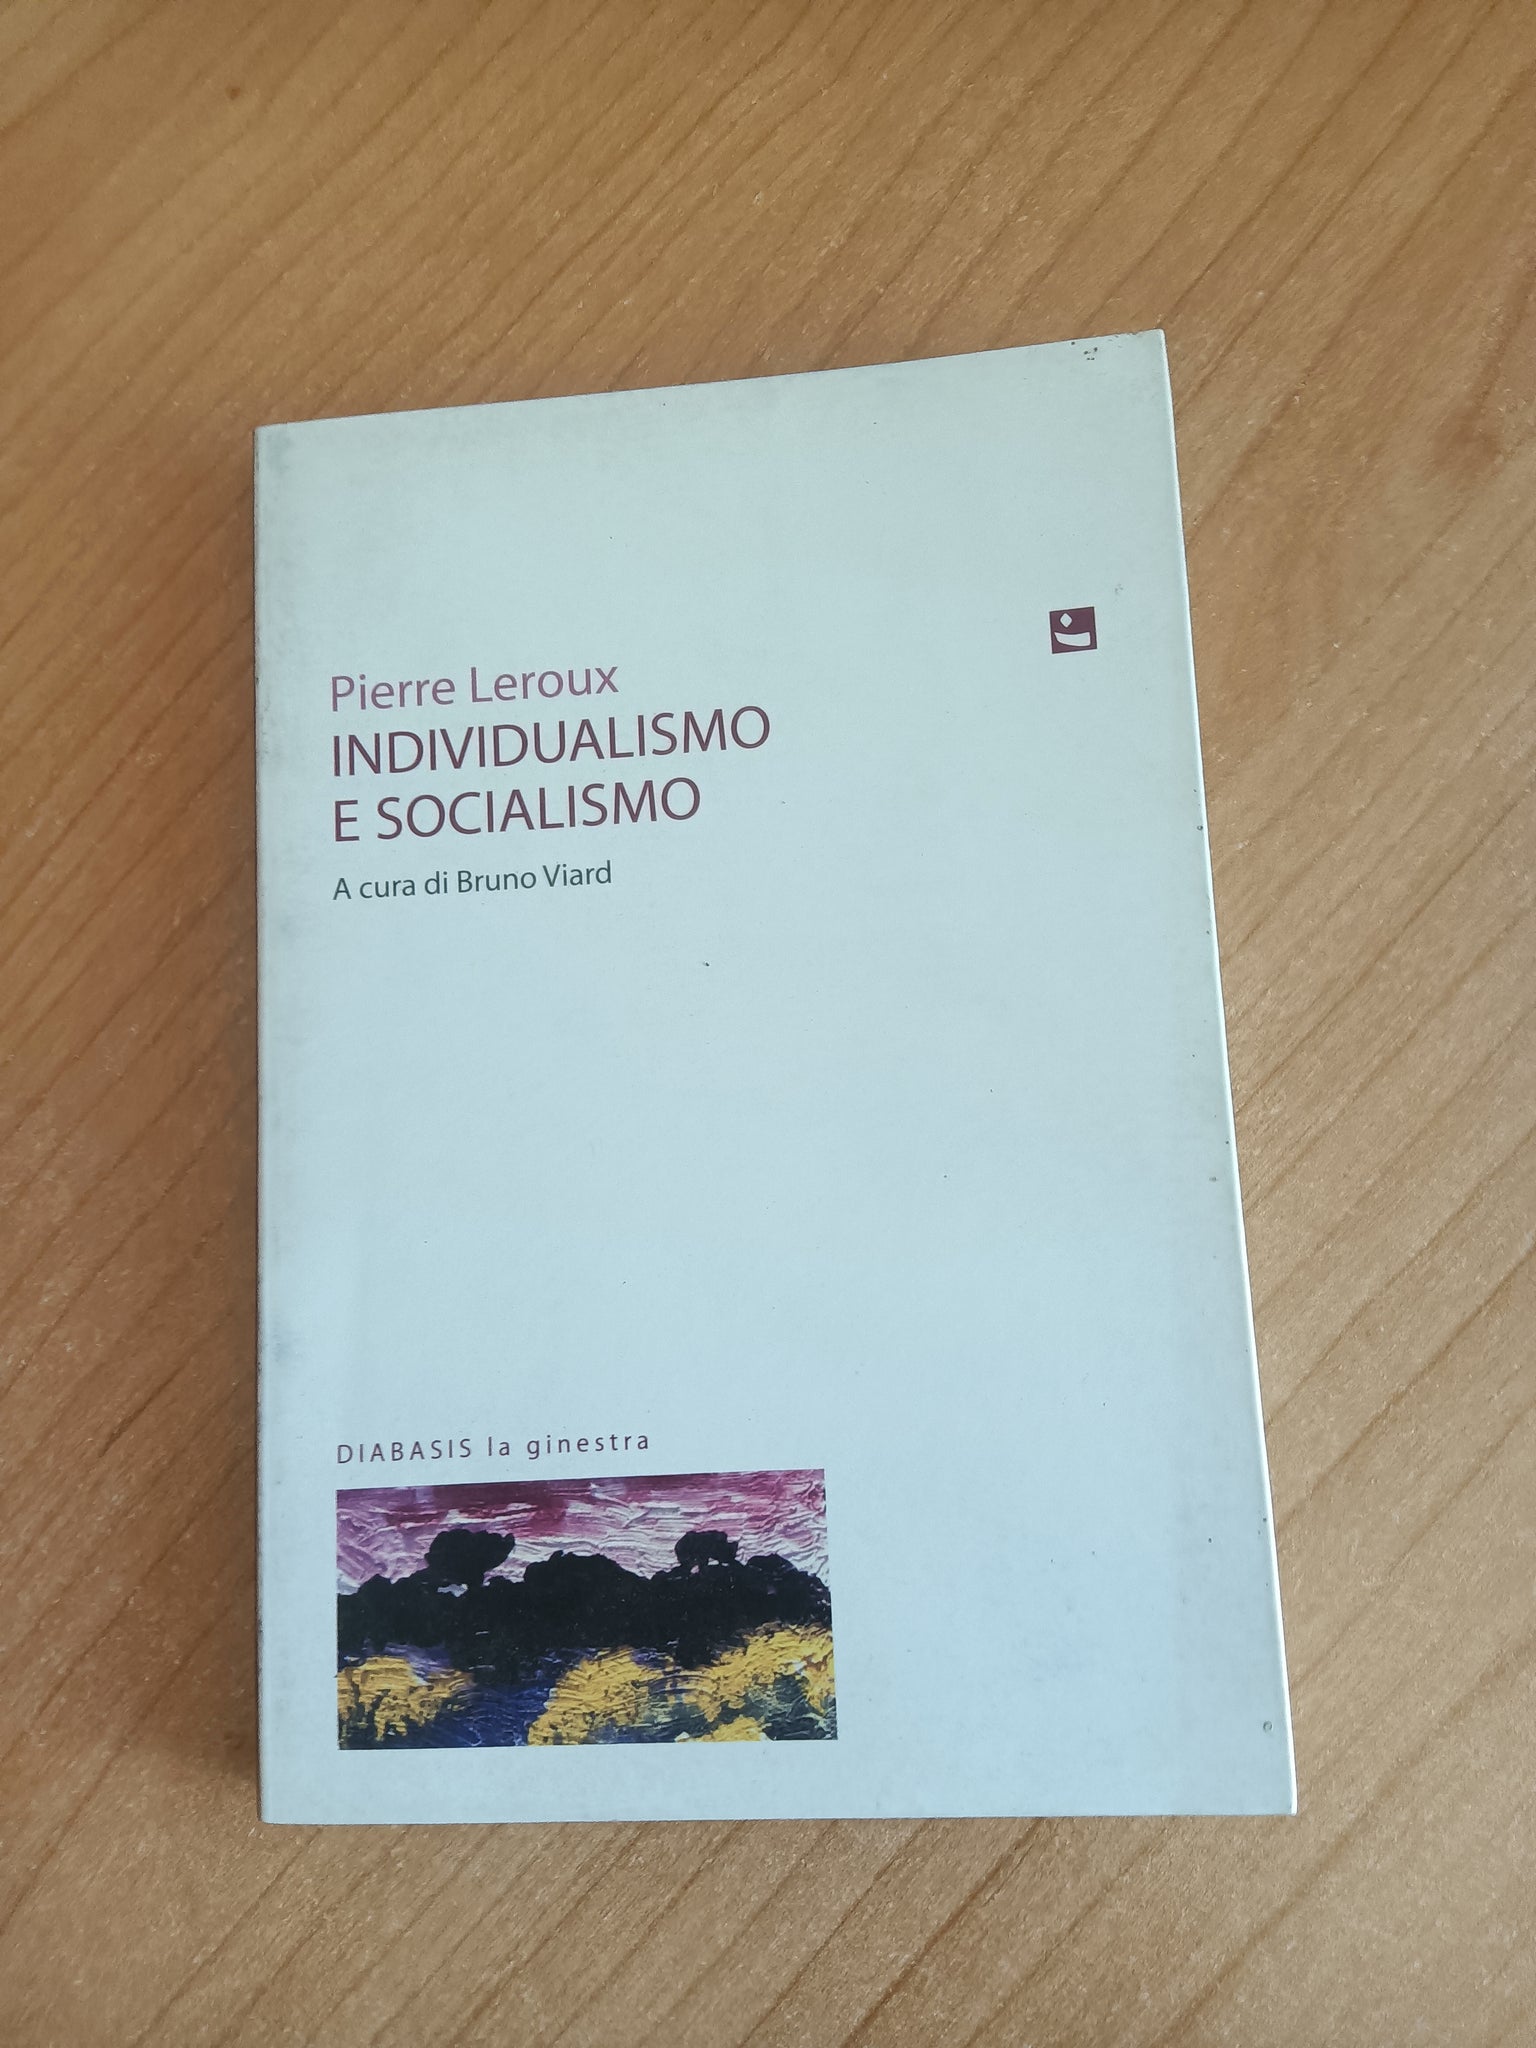 Pierre Leroux
INDIVIDUALISMO
E SOCIALISMO
A cura di Bruno Viard
DIABASIS la ginestra